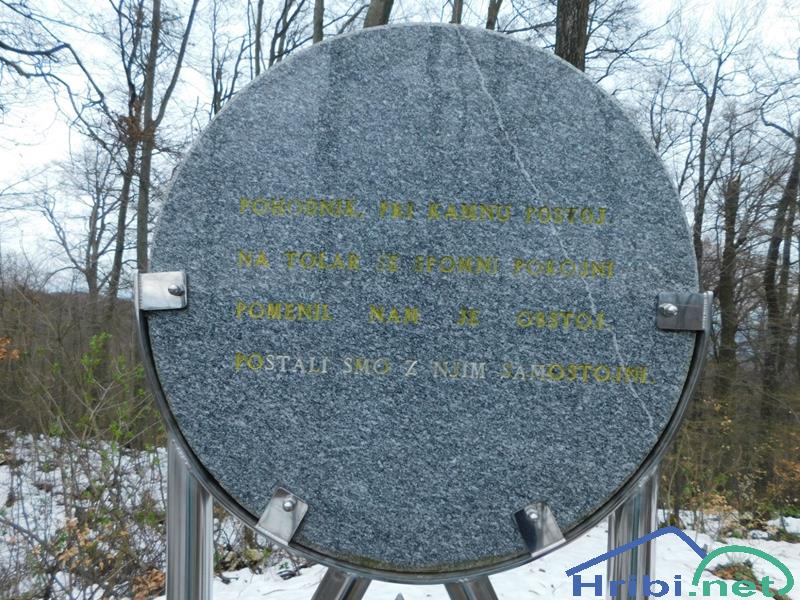 POHODNIK, PRI KAMNU POSTOJ.
NA TOLAR SE SPOMNI POKOJNI
POMENIL NAM JE OBSTOJ.
POSTALI SMO Z NJIM SAMOSTOJNI.
Hribi.net